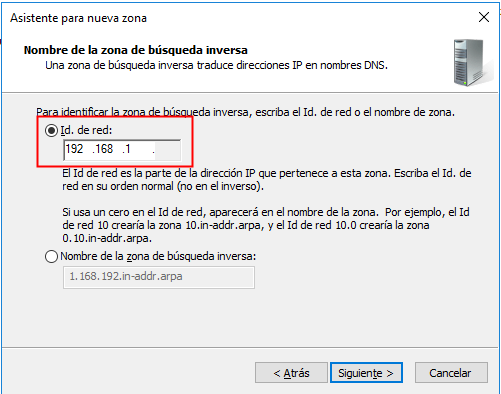 Asistente para nueva zona
Nombre de la zona de búsqueda inversa
Una zona de búsqueda inversa traduce direcciones IP en nombres DNS.
Para identificar la zona de búsqueda inversa, escriba el Id. de red o el nombre de zona.
Id. de red:
192 .168 .1 .
El Id de red es la parte de la dirección IP que pertenece a esta zona. Escriba el Id. de
red en su orden normal (no en el inverso).
Si usa un cero en el Id de red, aparecerá en el nombre de la zona. Por ejemplo, el Id
de red 10 crearía la zona 10.in-addr.arpa, y el Id de red 10.0 crearía la zona
0.10.in-addr.arpa.
Nombre de la zona de búsqueda inversa:
1.168.192.in-addr.arpa
< Atrás
Siguiente >
Cancelar